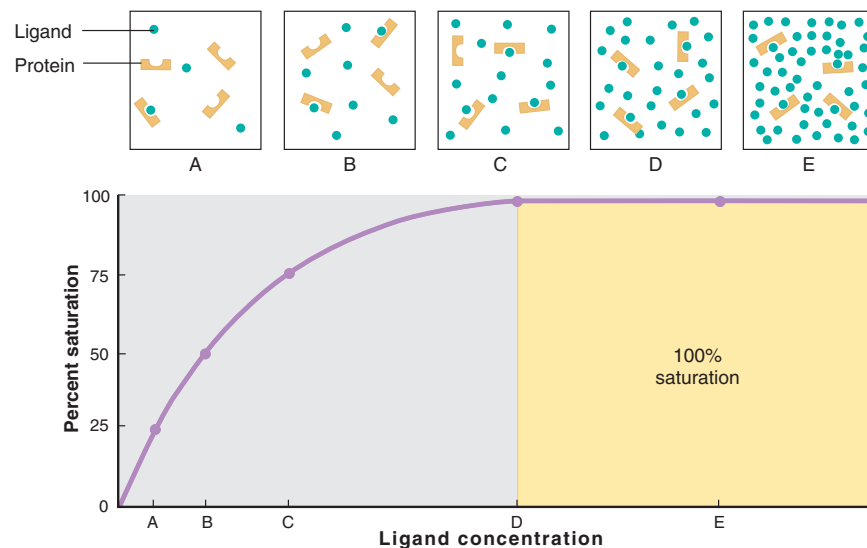 Ligand
Protein
A
B
C
D
E
100
75
50
25
0
Percent saturation
100%
saturation
A
B
C
D
E
Ligand concentration